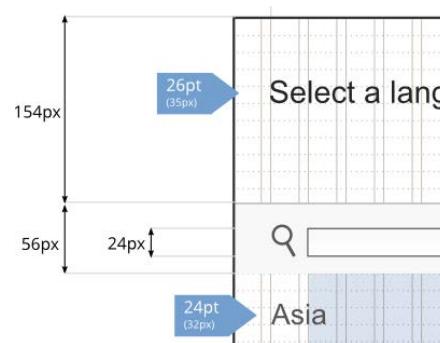 26pt
(35px)
Select a lang
154px
56px
24px
24pt
(32px)
Asia